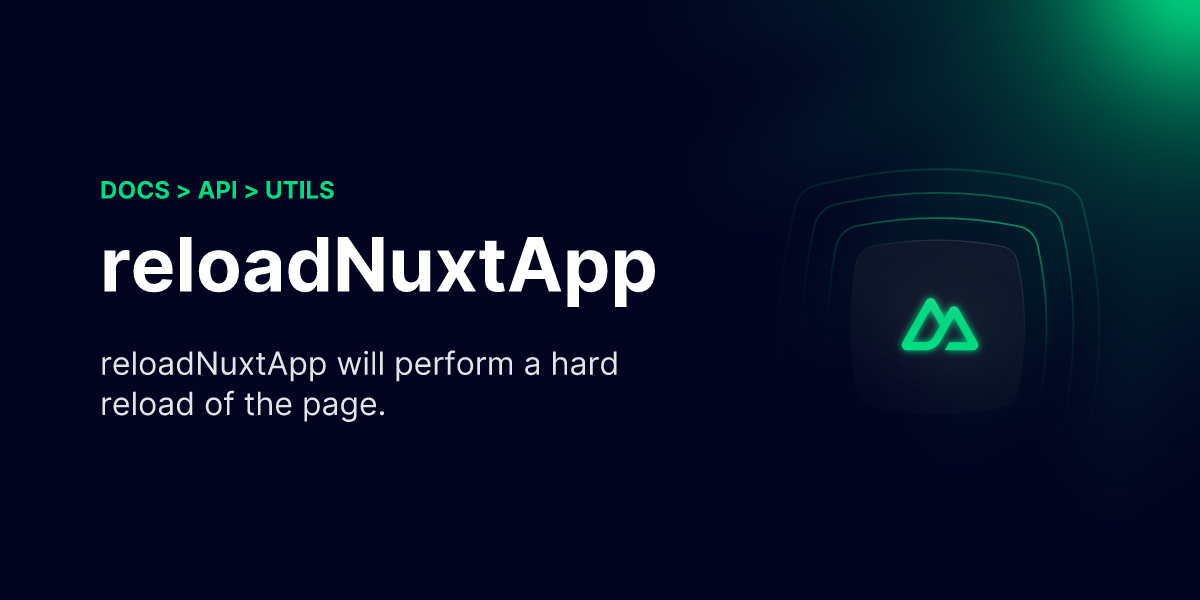 DOCS > API > UTILS
reloadNuxtApp
reloadNuxtApp will perform a hard
reload of the page.